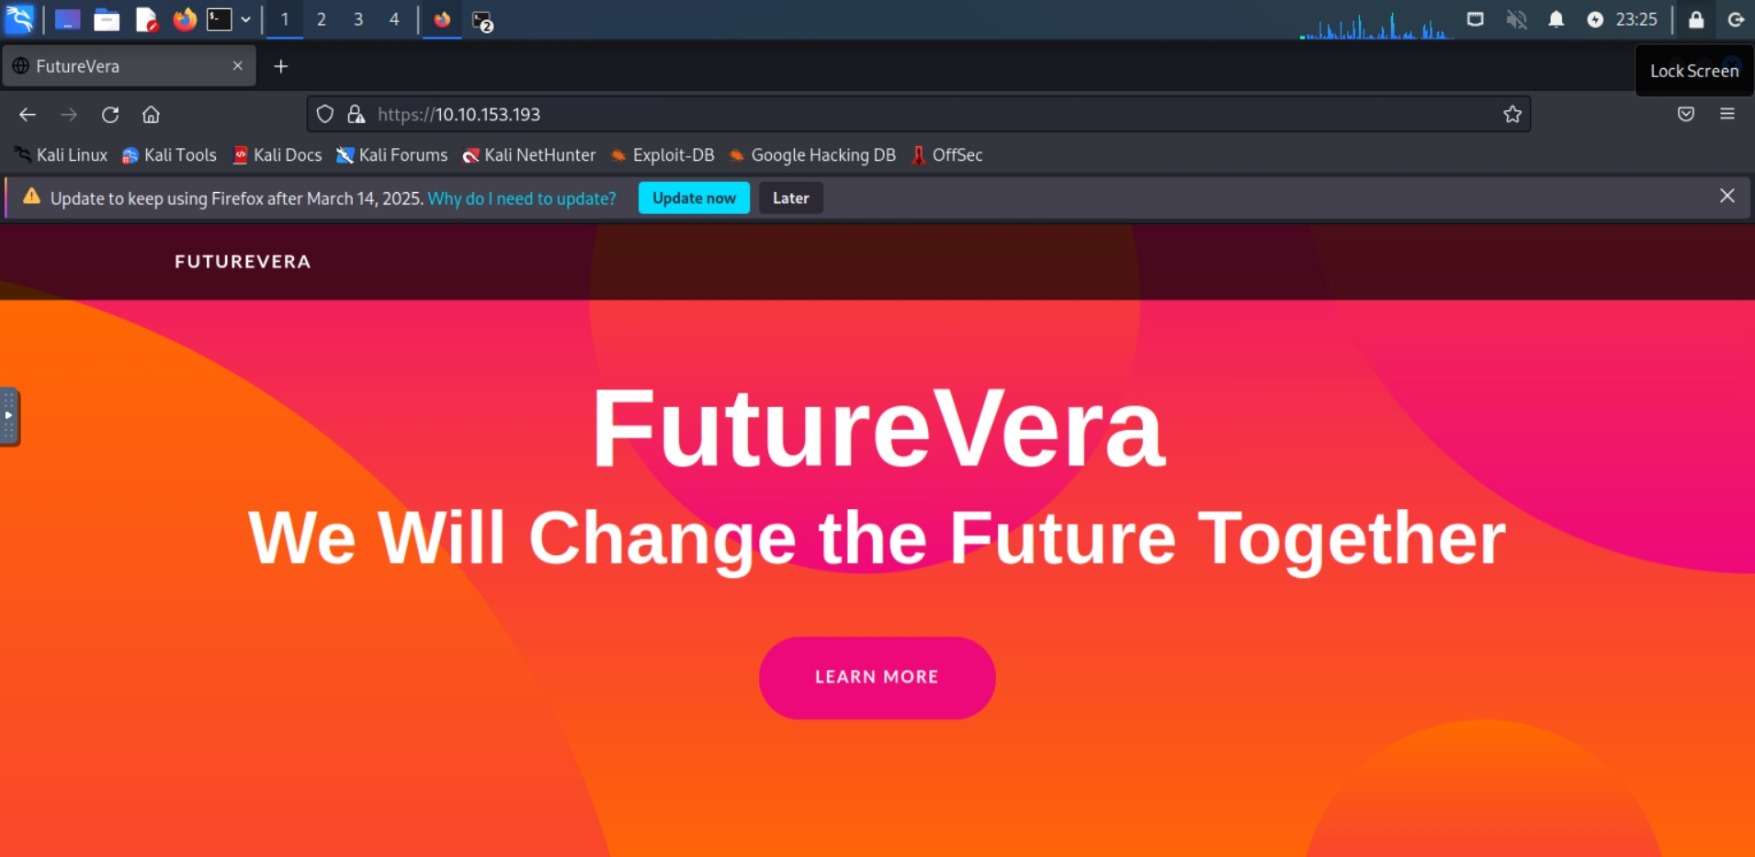 1 2 3 4 2 23:25
FutureVera
Lock Screen
https://10.10.153.193
Kali Linux Kali Tools Kali Docs Kali Forums Kali NetHunter Exploit-DB Google Hacking DB OffSec
Update to keep using Firefox after March 14, 2025. Why do I need to update? Update now Later
FUTUREVERA
FutureVera
We Will Change the Future Together
LEARN MORE